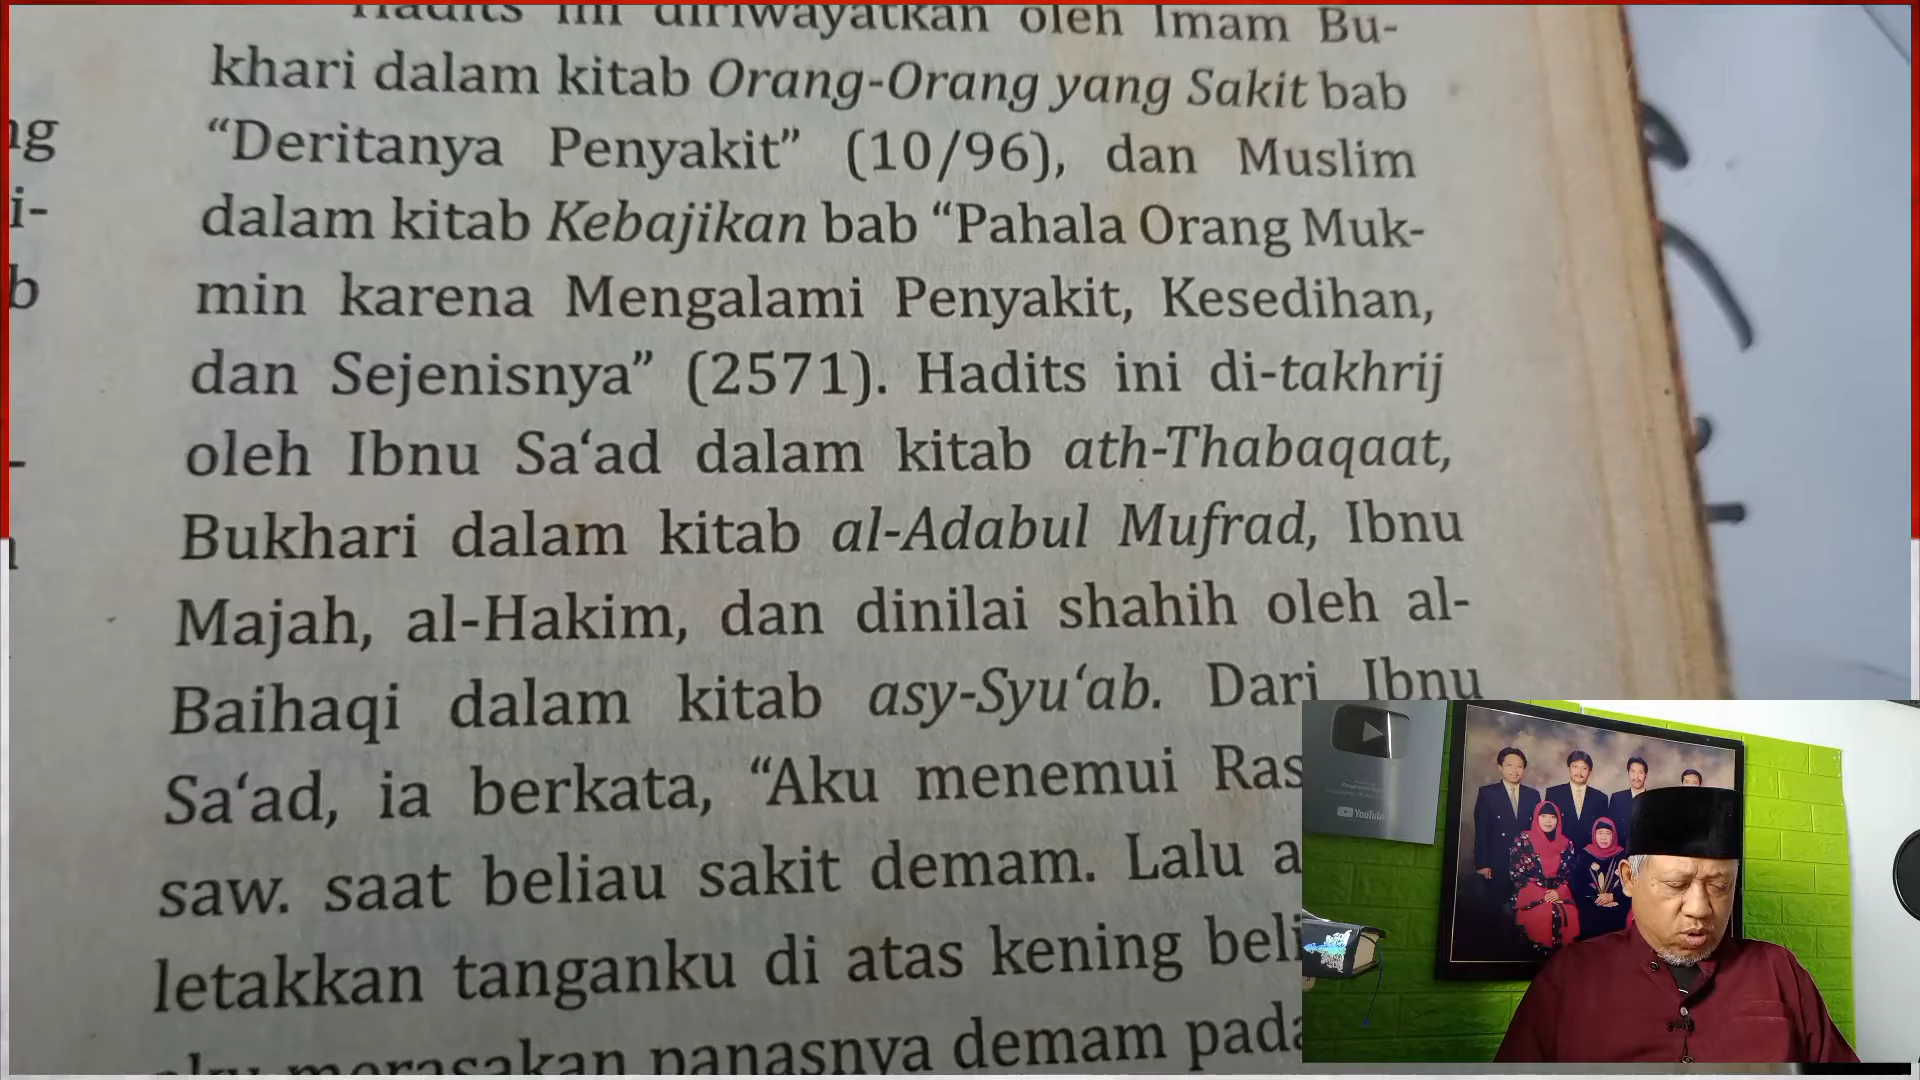 Hadits ini diriwayatkan oleh Imam Bu-
khari dalam kitab Orang-Orang yang Sakit bab
“Deritanya Penyakit” (10/96), dan Muslim
dalam kitab Kebajikan bab “Pahala Orang Muk-
min karena Mengalami Penyakit, Kesedihan,
dan Sejenisnya” (2571). Hadits ini di-takhrij
oleh Ibnu Sa‘ad dalam kitab ath-Thabaqaat,
Bukhari dalam kitab al-Adabul Mufrad, Ibnu
Majah, al-Hakim, dan dinilai shahih oleh al-
Baihaqi dalam kitab asy-Syu‘ab. Dari Ibnu
Sa‘ad, ia berkata, “Aku menemui Ras
saw. saat beliau sakit demam. Lalu a
letakkan tanganku di atas kening beli
aku merasakan panasnya demam pada
ng
i-
b
YouTube